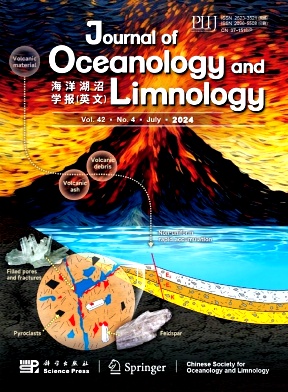 Journal of
Oceanology and
海洋湖沼
学报(英文)
Limnology
Vol. 42 • No. 4 • July • 2024
Volcanic
material
Volcanic
debris
Volcanic
ash
rapid accumulation
Filled pores
and fractures
Pyroclasts
Feldspar
科学出版社
Science Press
Springer
Chinese Society for
Oceanology and Limnology